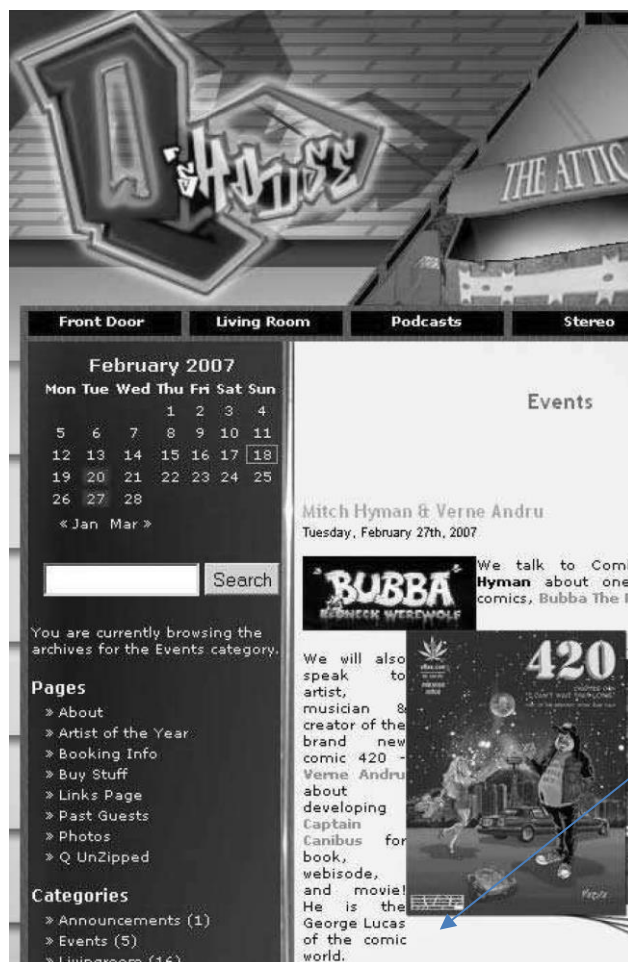 Q's House
THE ATTIC
Front Door
Living Room
Podcasts
Stereo
February 2007
Mon Tue Wed Thu Fri Sat Sun
1 2 3 4
5 6 7 8 9 10 11
12 13 14 15 16 17 18
19 20 21 22 23 24 25
26 27 28
« Jan Mar »
Search
You are currently browsing the
archives for the Events category.
Pages
» About
» Artist of the Year
» Booking Info
» Buy Stuff
» Links Page
» Past Guests
» Photos
» Q UnZipped
Categories
» Announcements (1)
» Events (5)
» Livingroom (16)
Events
Mitch Hyman & Verne Andru
Tuesday, February 27th, 2007
BUBBA
REDNECK WEREWOLF
We talk to Comi
Hyman about one
comics, Bubba The
We will also
speak to
artist,
musician &
creator of the
brand new
comic 420 -
Verne Andru
about
developing
Captain
Canibus for
book,
webisode,
and movie!
He is the
George Lucas
of the comic
world.
420